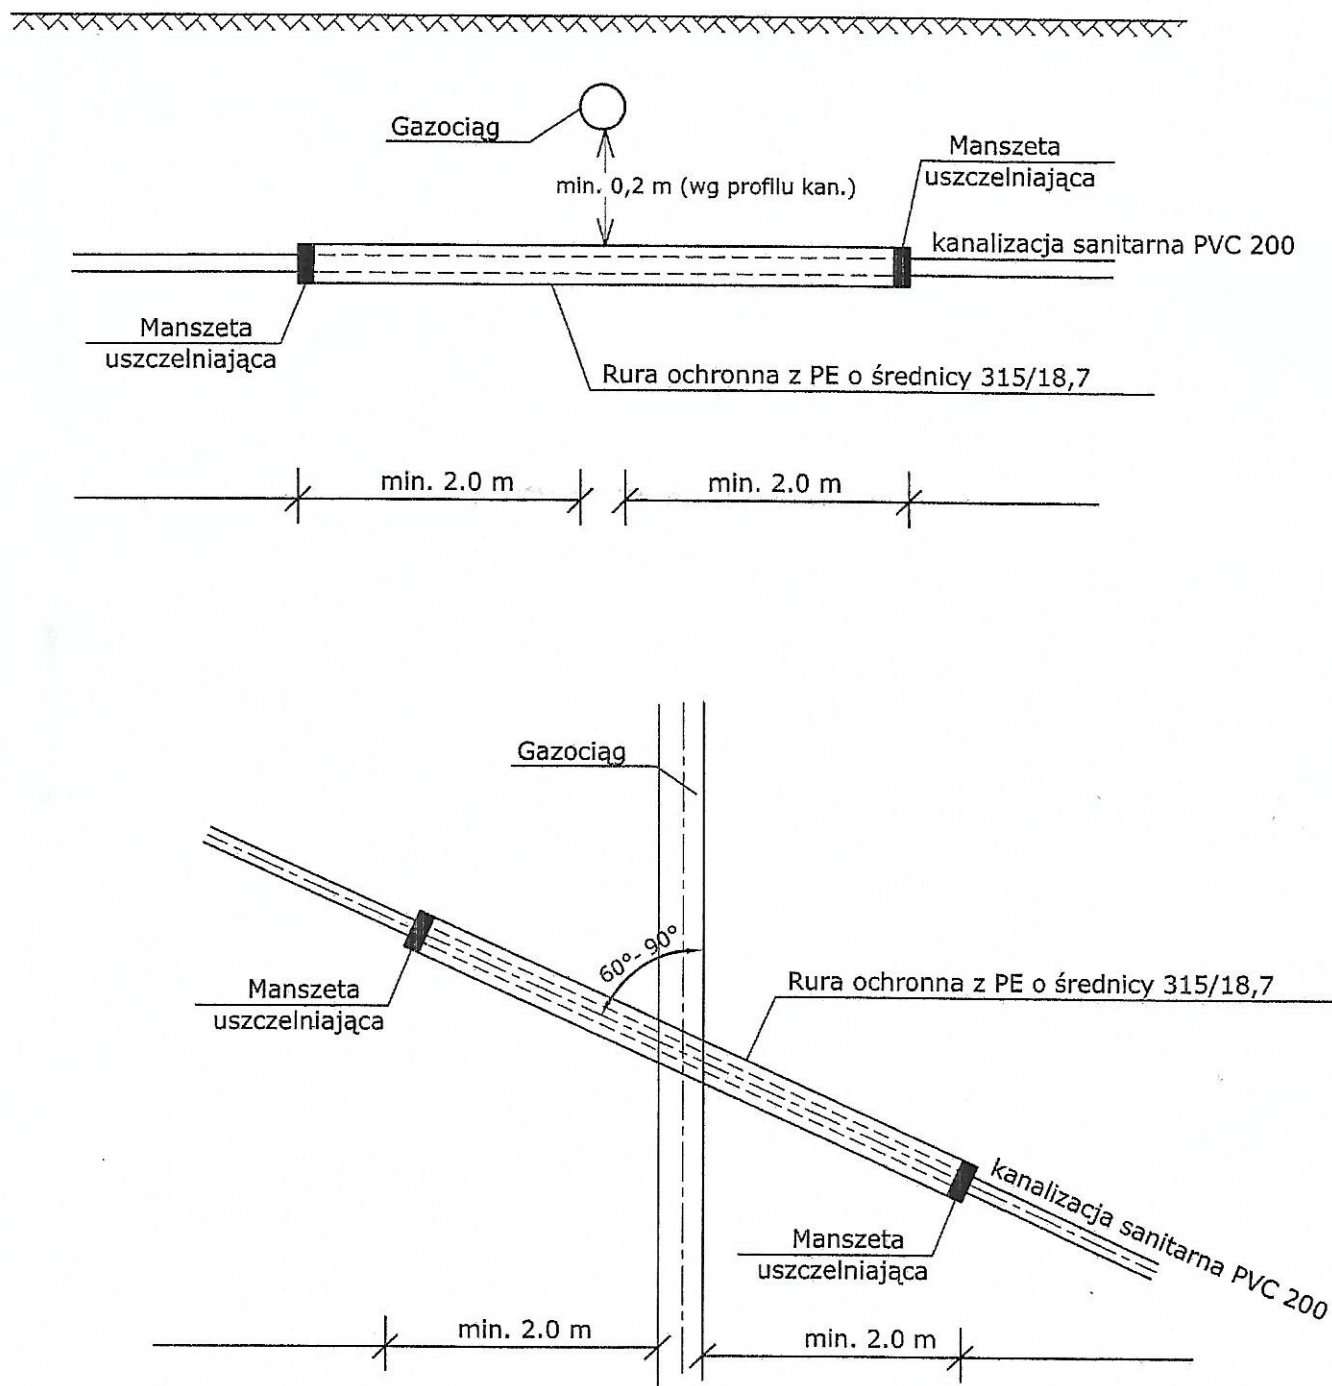 Gazociąg
min. 0,2 m (wg profilu kan.)
Manszeta
uszczelniająca
kanalizacja sanitarna PVC 200
Manszeta
uszczelniająca
Rura ochronna z PE o średnicy 315/18,7
min. 2.0 m
min. 2.0 m
Gazociąg
60°- 90°
Manszeta
uszczelniająca
Rura ochronna z PE o średnicy 315/18,7
kanalizacja sanitarna PVC 200
Manszeta
uszczelniająca
min. 2.0 m
min. 2.0 m